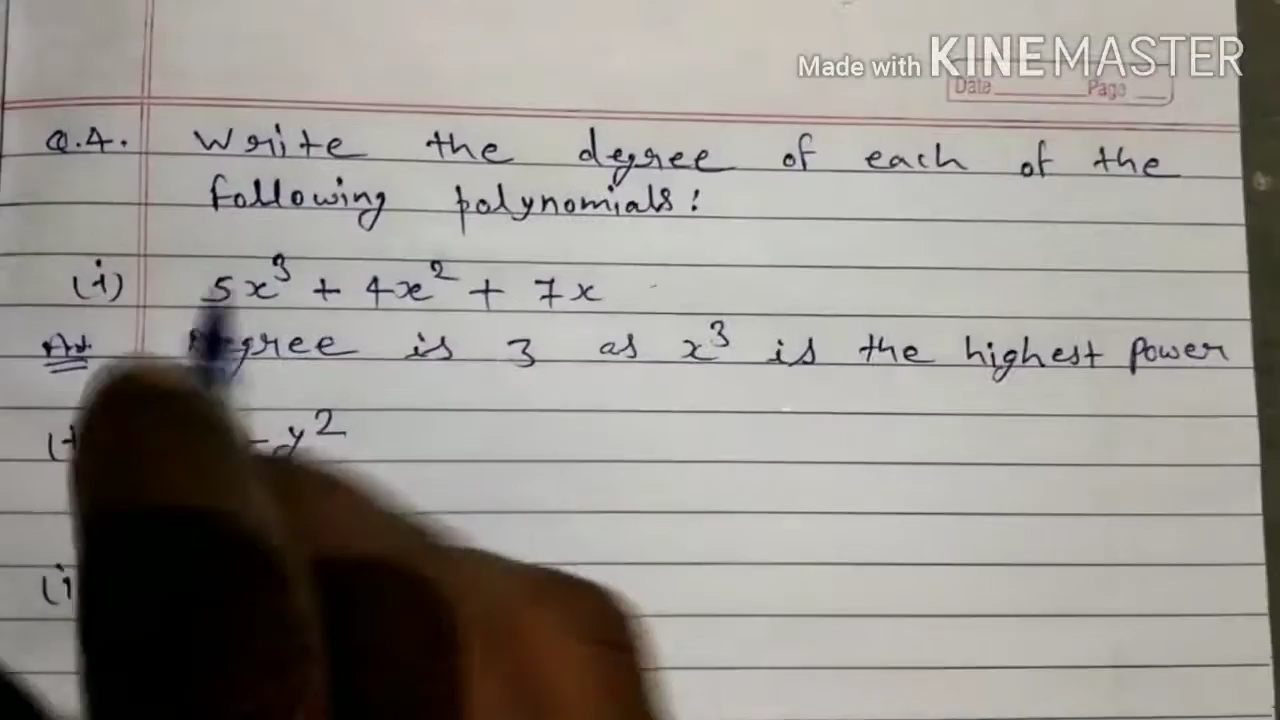 Made with KINEMASTER
Date Page
Q.4. Write the degree of each of the
following polynomials:
(i) 5x³ + 4x² + 7x
Ans. is 3 as x³ is the highest power
- y²